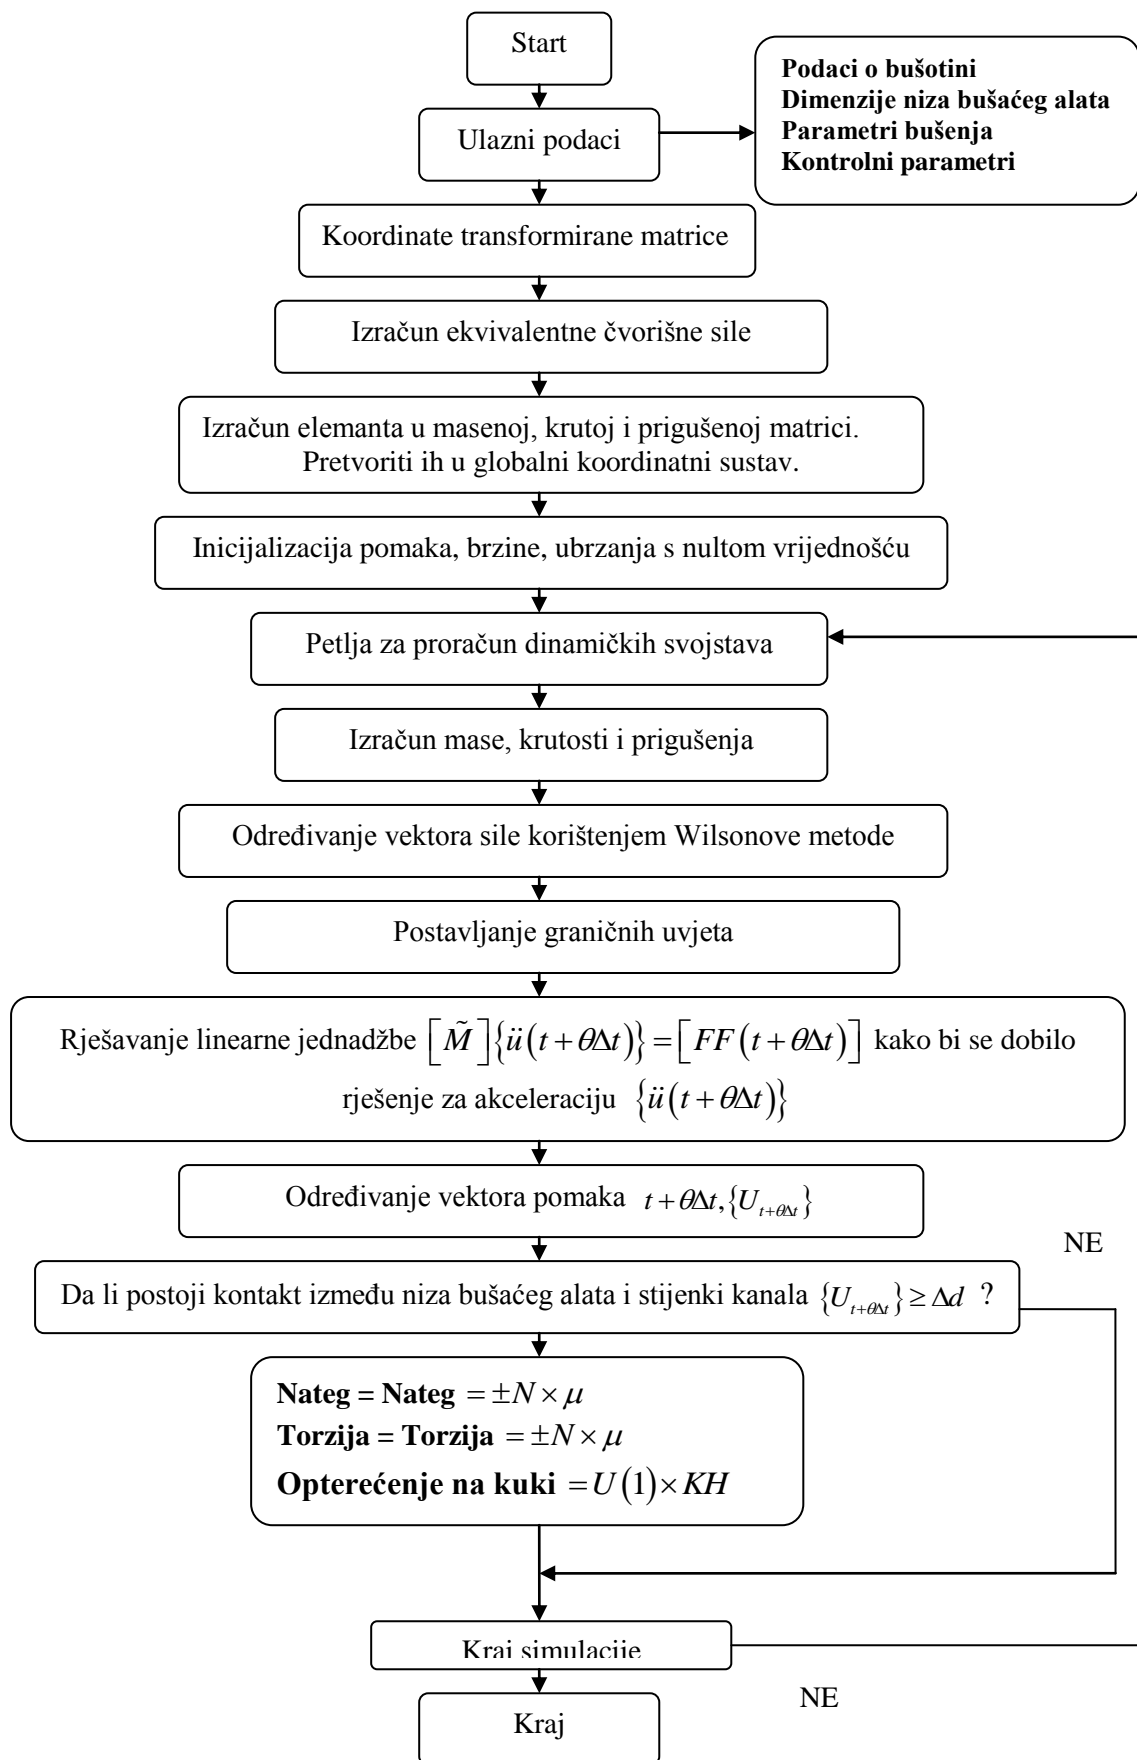 Start
Podaci o bušotini
Dimenzije niza bušaćeg alata
Parametri bušenja
Kontrolni parametri
Ulazni podaci
Koordinate transformirane matrice
Izračun ekvivalentne čvorišne sile
Izračun elemanta u masenoj, krutoj i prigušenoj matrici.
Pretvoriti ih u globalni koordinatni sustav.
Inicijalizacija pomaka, brzine, ubrzanja s nultom vrijednošću
Petlja za proračun dinamičkih svojstava
Izračun mase, krutosti i prigušenja
Određivanje vektora sile korištenjem Wilsonove metode
Postavljanje graničnih uvjeta
Rješavanje linearne jednadžbe [M̃]{ü(t+θΔt)}=[FF(t+θΔt)] kako bi se dobilo
rješenje za akceleraciju {ü(t+θΔt)}
Određivanje vektora pomaka t+θΔt,{U_{t+θΔt}}
NE
Da li postoji kontakt između niza bušaćeg alata i stijenki kanala {U_{t+θΔt}}≥Δd ?
Nateg = Nateg =±N×μ
Torzija = Torzija =±N×μ
Opterećenje na kuki =U(1)×KH
Kraj simulacije
NE
Kraj